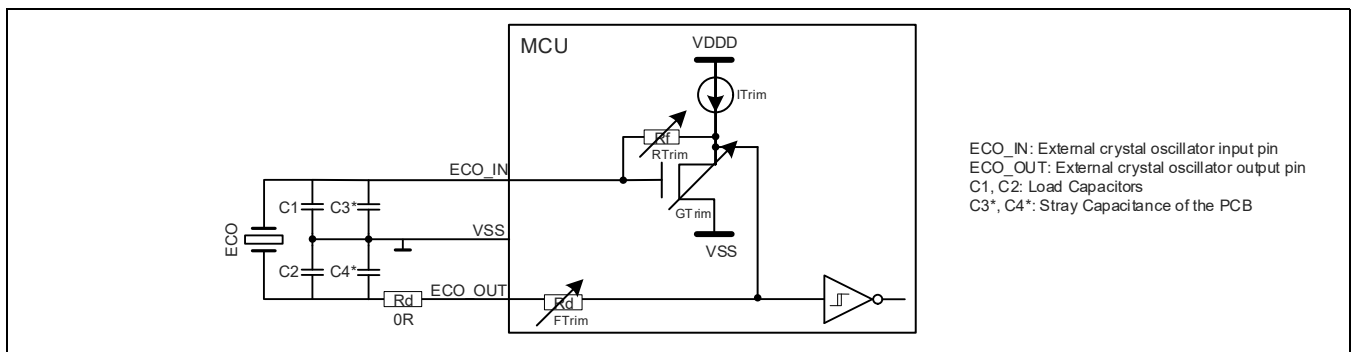 MCU
VDDD
ITrim
Rf
RTrim
ECO_IN
GTrim
C1
C3*
VSS
VSS
ECO
C2
C4*
ECO_OUT
Rd
0R
Rd
FTrim
ECO_IN: External crystal oscillator input pin
ECO_OUT: External crystal oscillator output pin
C1, C2: Load Capacitors
C3*, C4*: Stray Capacitance of the PCB